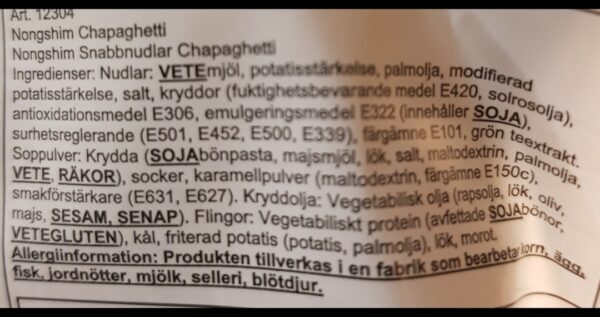 Art. 12304
Nongshim Chapaghetti
Nongshim Snabbnudlar Chapaghetti
Ingredienser: Nudlar: VETEmjöl, potatisstärkelse, palmolja, modifierad
potatisstärkelse, salt, kryddor (fuktighetsbevarande medel E420, solrosolja),
antioxidationsmedel E306, emulgeringsmedel E322 (innehåller SOJA),
surhetsreglerande (E501, E452, E500, E339), färgämne E101, grön teextrakt.
Soppulver: Krydda (SOJAbönpasta, majsmjöl, lök, salt, maltodextrin, palmolja,
VETE, RÄKOR), socker, karamellpulver (maltodextrin, färgämne E150c),
smakförstärkare (E631, E627). Kryddolja: Vegetabilisk olja (rapsolja, lök, oliv,
majs, SESAM, SENAP). Flingor: Vegetabiliskt protein (avfettade SOJAbönor,
VETEGLUTEN), kål, friterad potatis (potatis, palmolja), lök, morot.
Allergiinformation: Produkten tillverkas i en fabrik som bearbetar korn, ägg,
fisk, jordnötter, mjölk, selleri, blötdjur.